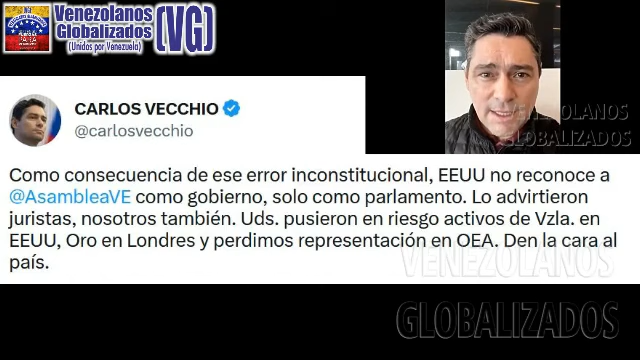 Venezolanos
Globalizados
(Unidos por Venezuela)
(VG)
CARLOS VECCHIO
@carlosvecchio
Como consecuencia de ese error inconstitucional, EEUU no reconoce a
@AsambleaVE como gobierno, solo como parlamento. Lo advirtieron
juristas, nosotros también. Uds. pusieron en riesgo activos de Vzla. en
EEUU, Oro en Londres y perdimos representación en OEA. Den la cara al
país.
VENEZOLANOS
GLOBALIZADOS
VENEZOLANOS
GLOBALIZADOS